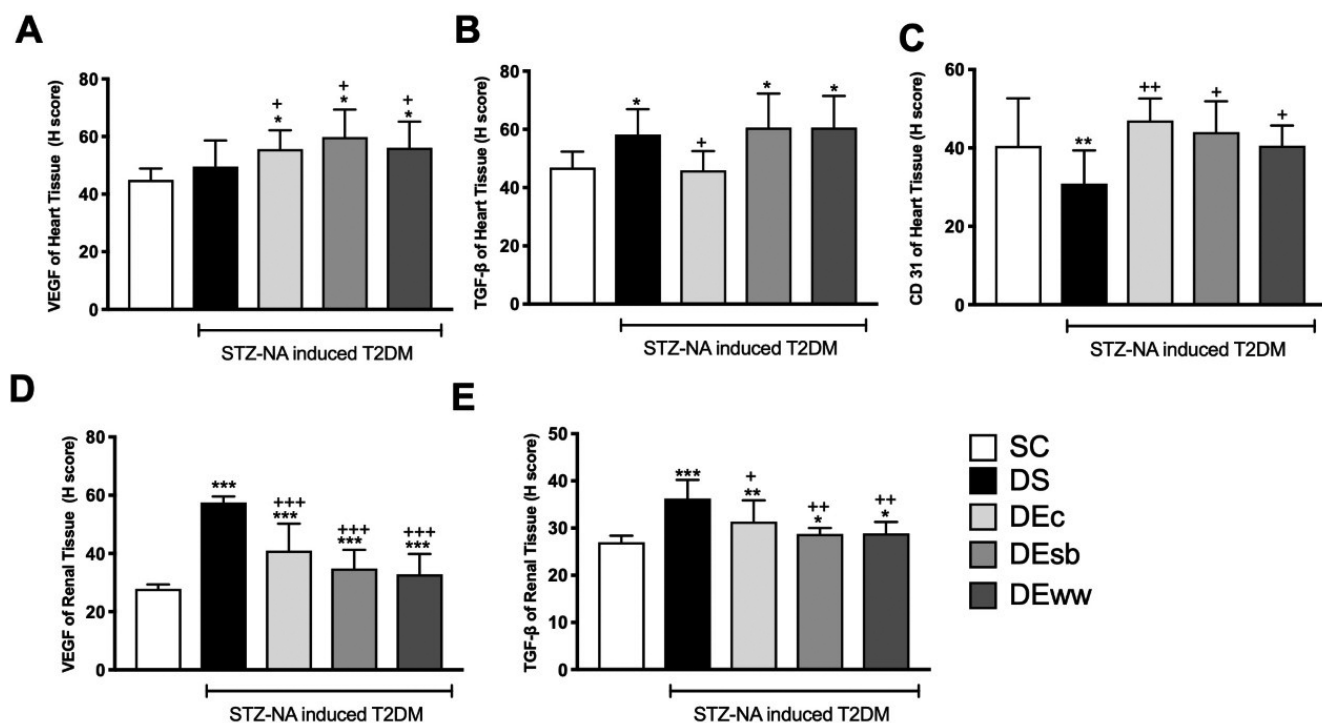 A
VEGF of Heart Tissue (H score)
80
60
40
20
0
+
*
+
*
+
*
STZ-NA induced T2DM
B
TGF-β of Heart Tissue (H score)
80
60
40
20
0
*
+
*
*
STZ-NA induced T2DM
C
CD 31 of Heart Tissue (H score)
60
40
20
0
**
++
+
+
STZ-NA induced T2DM
D
VEGF of Renal Tissue (H score)
80
60
40
20
0
***
+++
***
+++
***
+++
***
STZ-NA induced T2DM
E
TGF-β of Renal Tissue (H score)
50
40
30
20
10
0
***
+
**
++
*
++
*
STZ-NA induced T2DM
SC
DS
DEc
DEsb
DEww